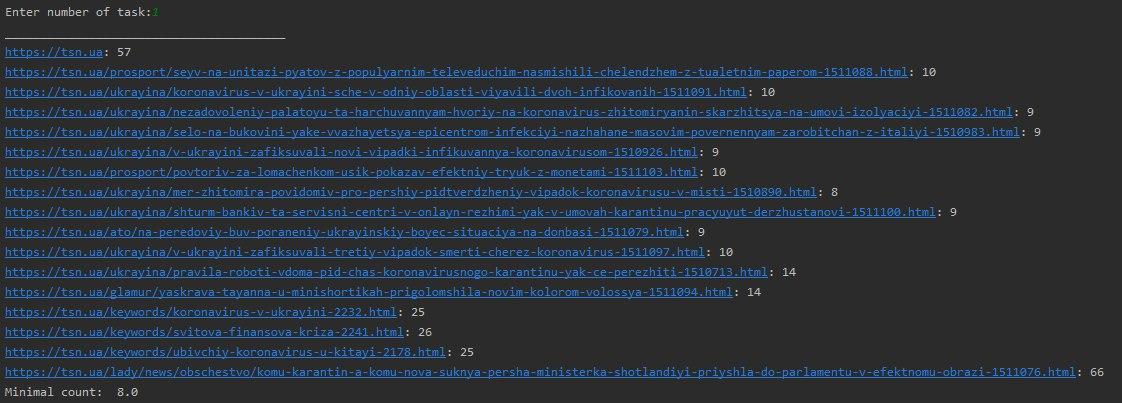 Enter number of task:1
________________________________________
https://tsn.ua: 57
https://tsn.ua/prosport/seyv-na-unitazi-pyatov-z-populyarnim-televeduchim-nasmishili-chelendzhem-z-tualetnim-paperom-1511088.html: 10
https://tsn.ua/ukrayina/koronavirus-v-ukrayini-sche-v-odniy-oblasti-viyavili-dvoh-infikovanih-1511091.html: 10
https://tsn.ua/ukrayina/nezadovoleniy-palatoyu-ta-harchuvannyam-hvoriy-na-koronavirus-zhitomiryanin-skarzhitsya-na-umovi-izolyaciyi-1511082.html: 9
https://tsn.ua/ukrayina/selo-na-bukovini-yake-vvazhayetsya-epicentrom-infekciyi-nazhahane-masovim-povernennyam-zarobitchan-z-italiyi-1510983.html: 9
https://tsn.ua/ukrayina/v-ukrayini-zafiksuvali-novi-vipadki-infikuvannya-koronavirusom-1510926.html: 9
https://tsn.ua/prosport/povtoriv-za-lomachenkom-usik-pokazav-efektniy-tryuk-z-monetami-1511103.html: 10
https://tsn.ua/ukrayina/mer-zhitomira-povidomiv-pro-pershiy-pidtverdzheniy-vipadok-koronavirusu-v-misti-1510890.html: 8
https://tsn.ua/ukrayina/shturm-bankiv-ta-servisni-centri-v-onlayn-rezhimi-yak-v-umovah-karantinu-pracyuyut-derzhustanovi-1511100.html: 9
https://tsn.ua/ato/na-peredoviy-buv-poraneniy-ukrayinskiy-boyec-situaciya-na-donbasi-1511079.html: 9
https://tsn.ua/ukrayina/v-ukrayini-zafiksuvali-tretiy-vipadok-smerti-cherez-koronavirus-1511097.html: 10
https://tsn.ua/ukrayina/pravila-roboti-vdoma-pid-chas-koronavirusnogo-karantinu-yak-ce-perezhiti-1510713.html: 14
https://tsn.ua/glamur/yaskrava-tayanna-u-minishortikah-prigolomshila-novim-kolorom-volossya-1511094.html: 14
https://tsn.ua/keywords/koronavirus-v-ukrayini-2232.html: 25
https://tsn.ua/keywords/svitova-finansova-kriza-2241.html: 26
https://tsn.ua/keywords/ubivchiy-koronavirus-u-kitayi-2178.html: 25
https://tsn.ua/lady/news/obschestvo/komu-karantin-a-komu-nova-suknya-persha-ministerka-shotlandiyi-priyshla-do-parlamentu-v-efektnomu-obrazi-1511076.html: 66
Minimal count:  8.0